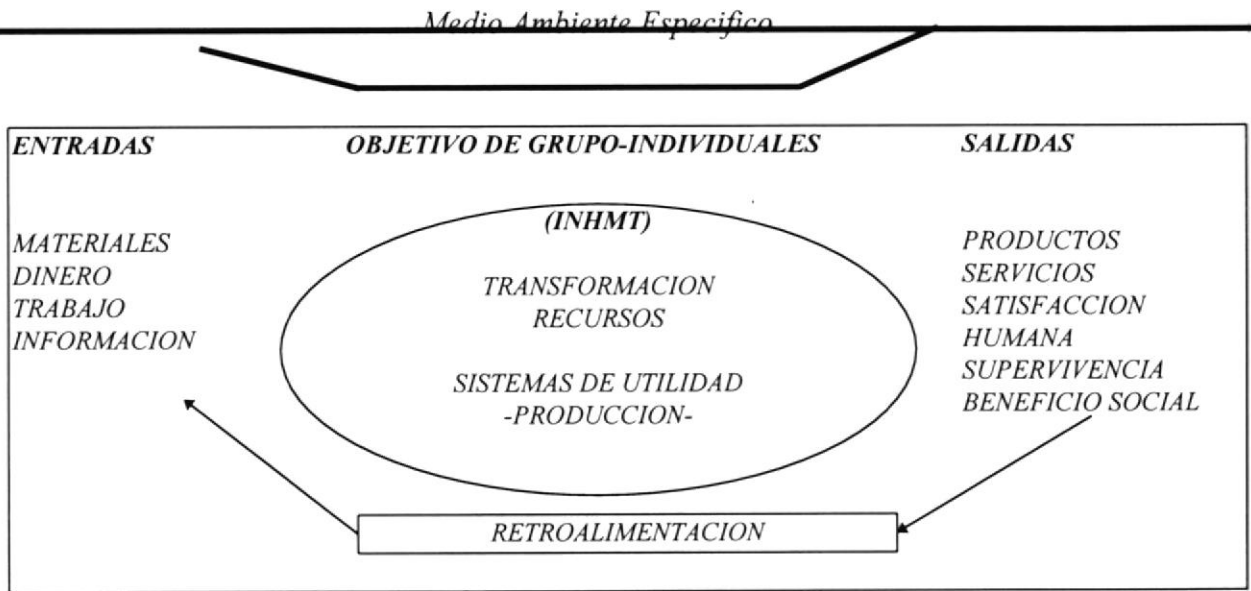 Medio Ambiente Especifico
ENTRADAS
MATERIALES
DINERO
TRABAJO
INFORMACION
OBJETIVO DE GRUPO-INDIVIDUALES
(INHMT)
TRANSFORMACION
RECURSOS
SISTEMAS DE UTILIDAD
-PRODUCCION-
SALIDAS
PRODUCTOS
SERVICIOS
SATISFACCION
HUMANA
SUPERVIVENCIA
BENEFICIO SOCIAL
RETROALIMENTACION